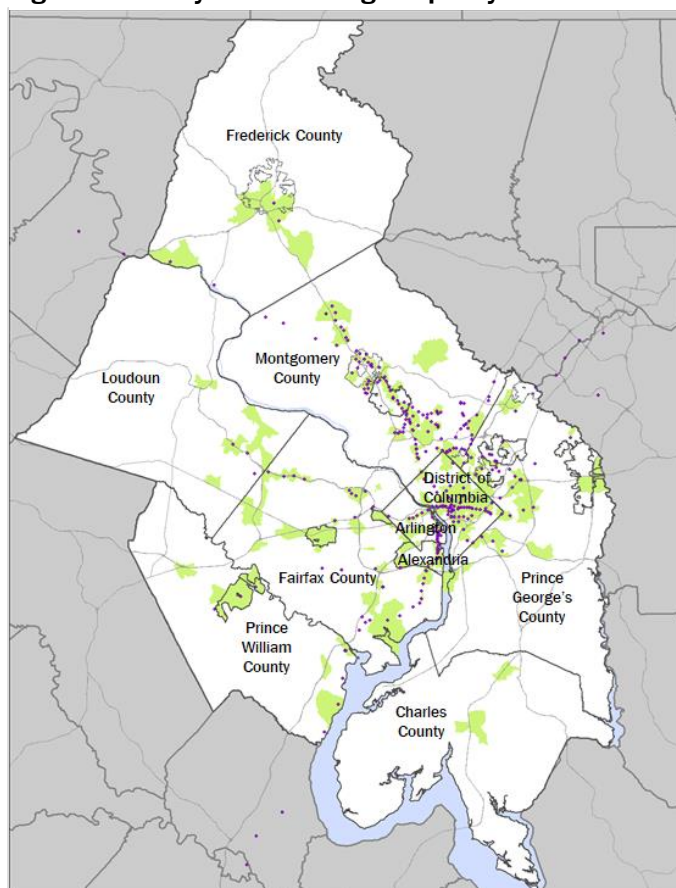 Frederick County
Montgomery
County
Loudoun
County
District of
Columbia
Arlington
Alexandria
Fairfax County
Prince
George's
County
Prince
William
County
Charles
County